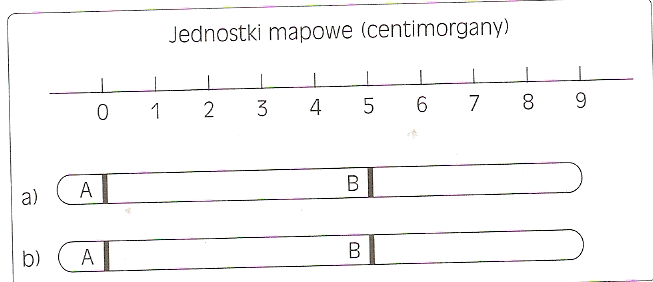 Jednostki mapowe (centimorgany)
0 1 2 3 4 5 6 7 8 9
a) A B
b) A B